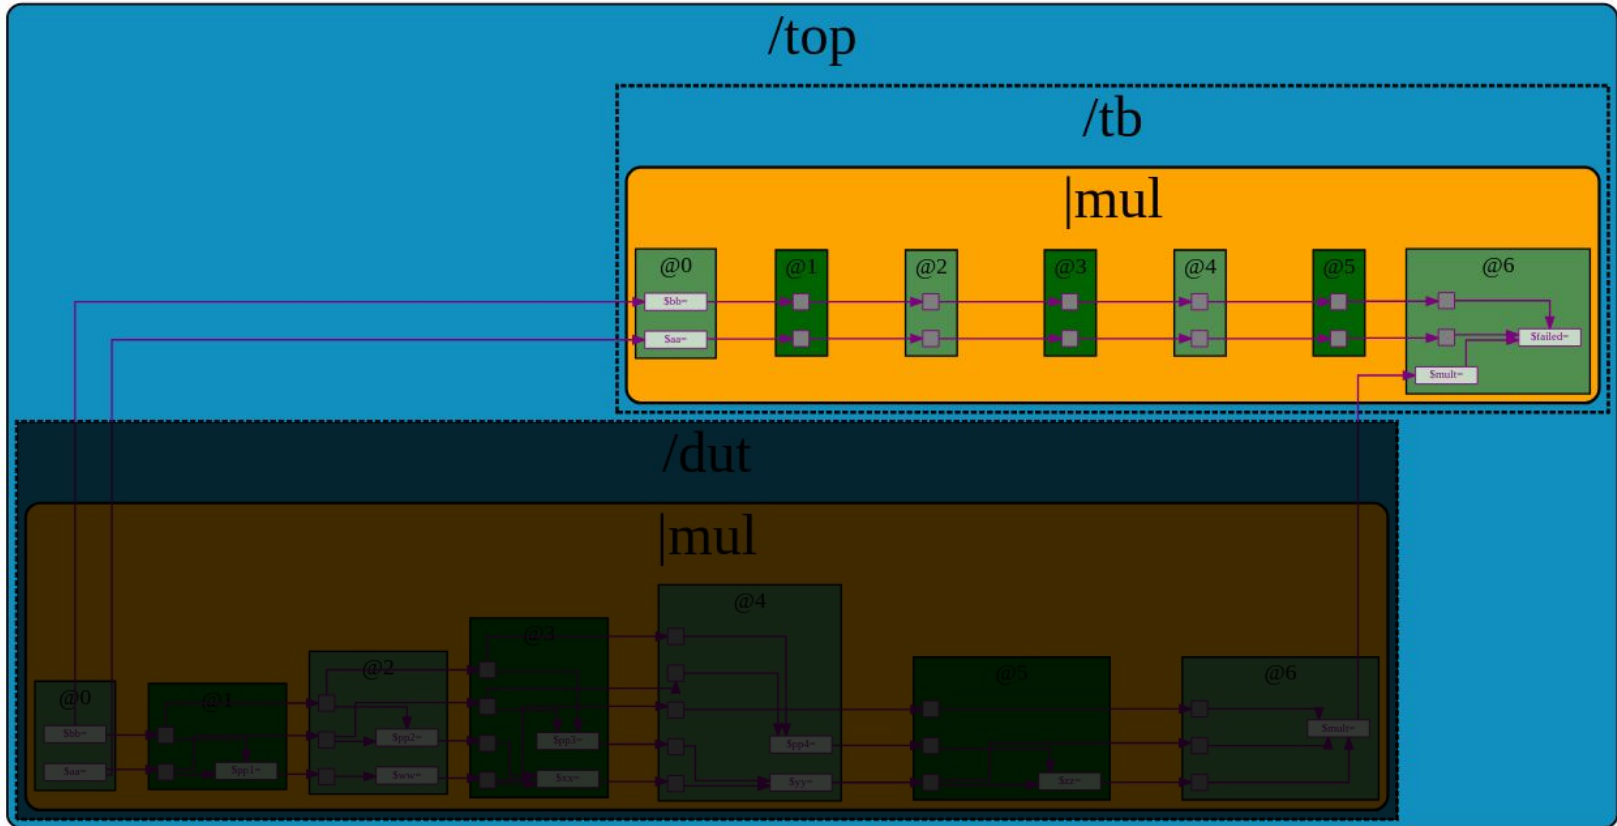 /top
/tb
|mul
@0 @1 @2 @3 @4 @5 @6
$bb=
$aa=
$failed=
$mult=
/dut
|mul
@0 @1 @2 @3 @4 @5 @6
$bb=
$aa=
$pp1=
$pp2=
$ww=
$pp3=
$xx=
$pp4=
$yy=
$zz=
$mult=